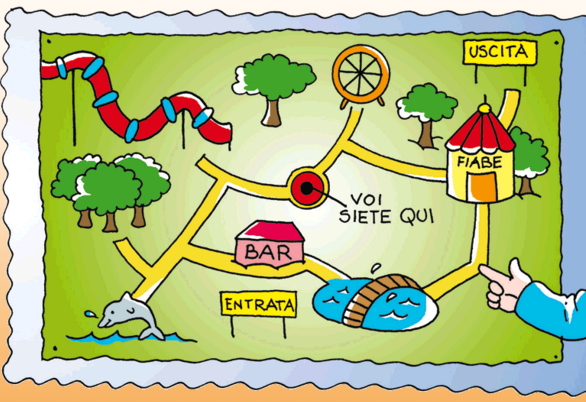 USCITA
FIABE
VOI
SIETE QUI
BAR
ENTRATA